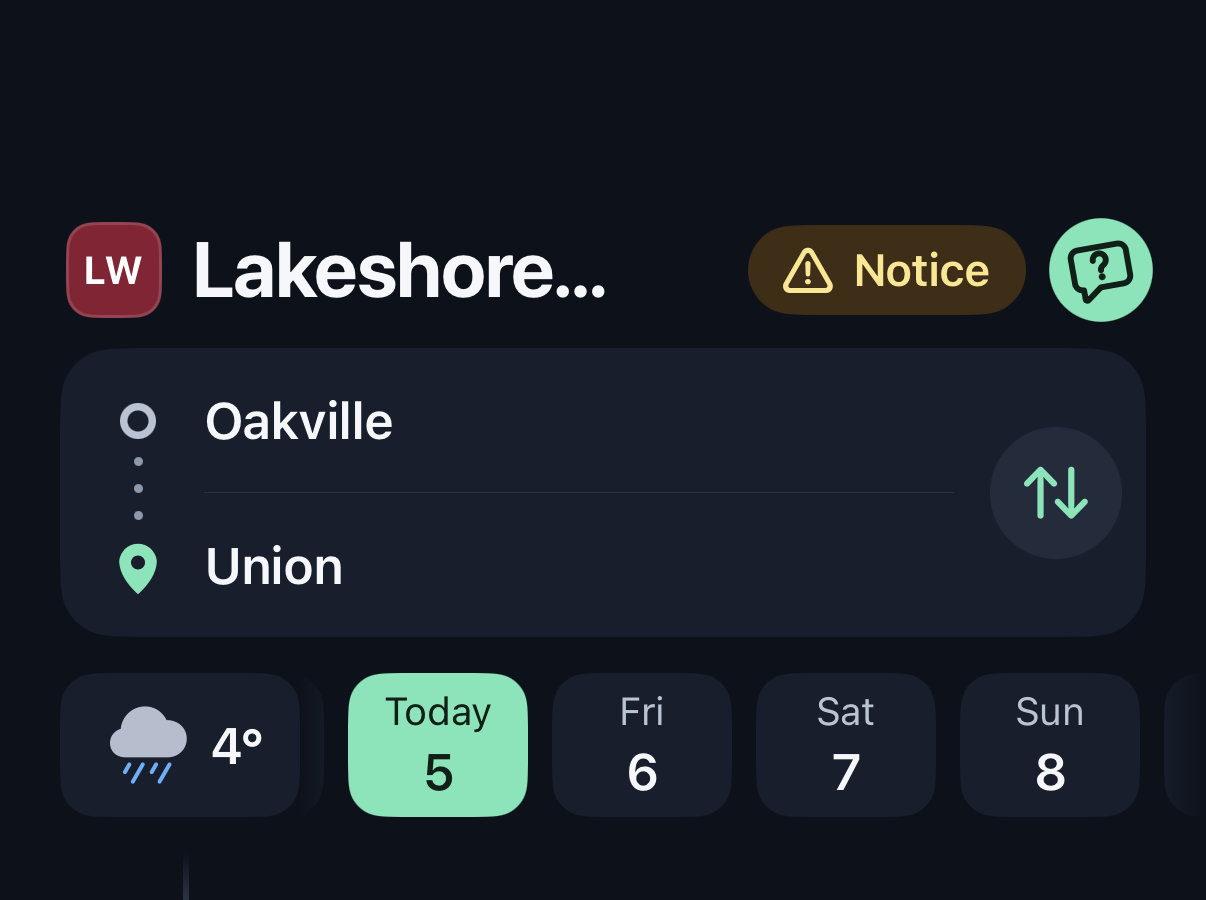 LW
Lakeshore...
Notice
?
Oakville
Union
4°
Today
5
Fri
6
Sat
7
Sun
8